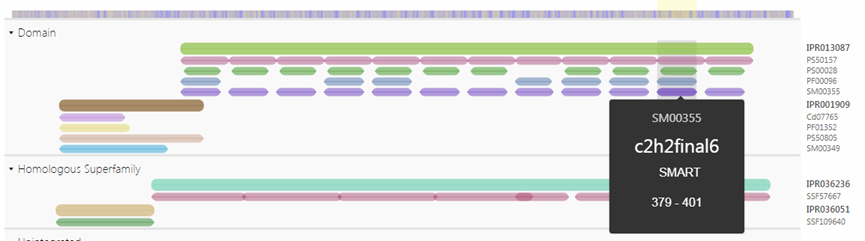 Domain
IPR013087
PS50157
PS00028
PF00096
SM00355
IPR001909
Cd07765
PF01352
PS50805
SM00349
SM00355
c2h2final6
SMART
379 - 401
Homologous Superfamily
IPR036236
SSF57667
IPR036051
SSF109640